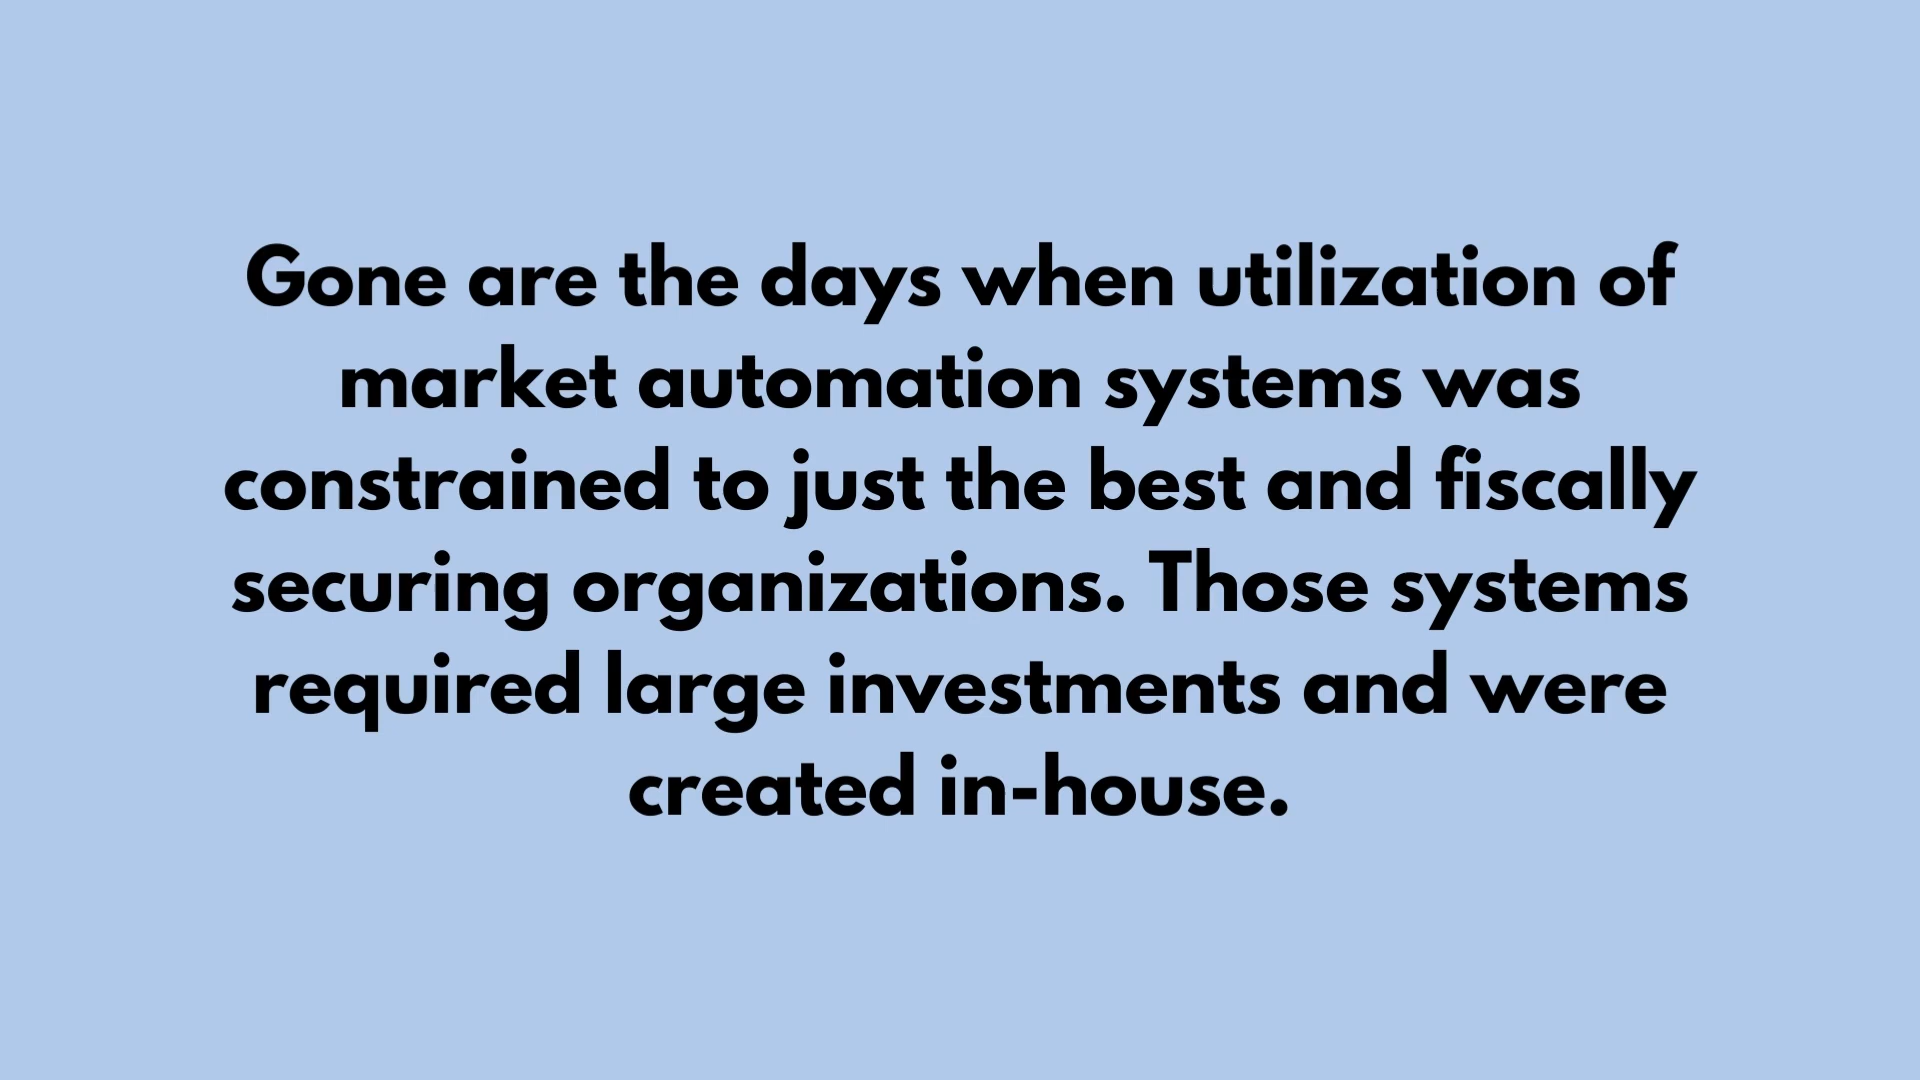 Gone are the days when utilization of
market automation systems was
constrained to just the best and fiscally
securing organizations. Those systems
required large investments and were
created in-house.